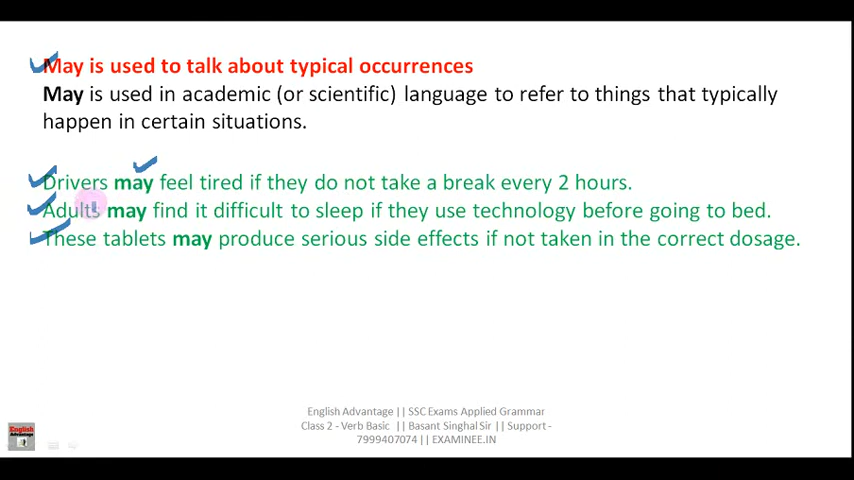 May is used to talk about typical occurrences
May is used in academic (or scientific) language to refer to things that typically
happen in certain situations.
Drivers may feel tired if they do not take a break every 2 hours.
Adults may find it difficult to sleep if they use technology before going to bed.
These tablets may produce serious side effects if not taken in the correct dosage.
English Advantage || SSC Exams Applied Grammar
Class 2 - Verb Basic || Basant Singhal Sir || Support -
7999407074 || EXAMINEE.IN
English
Advantage